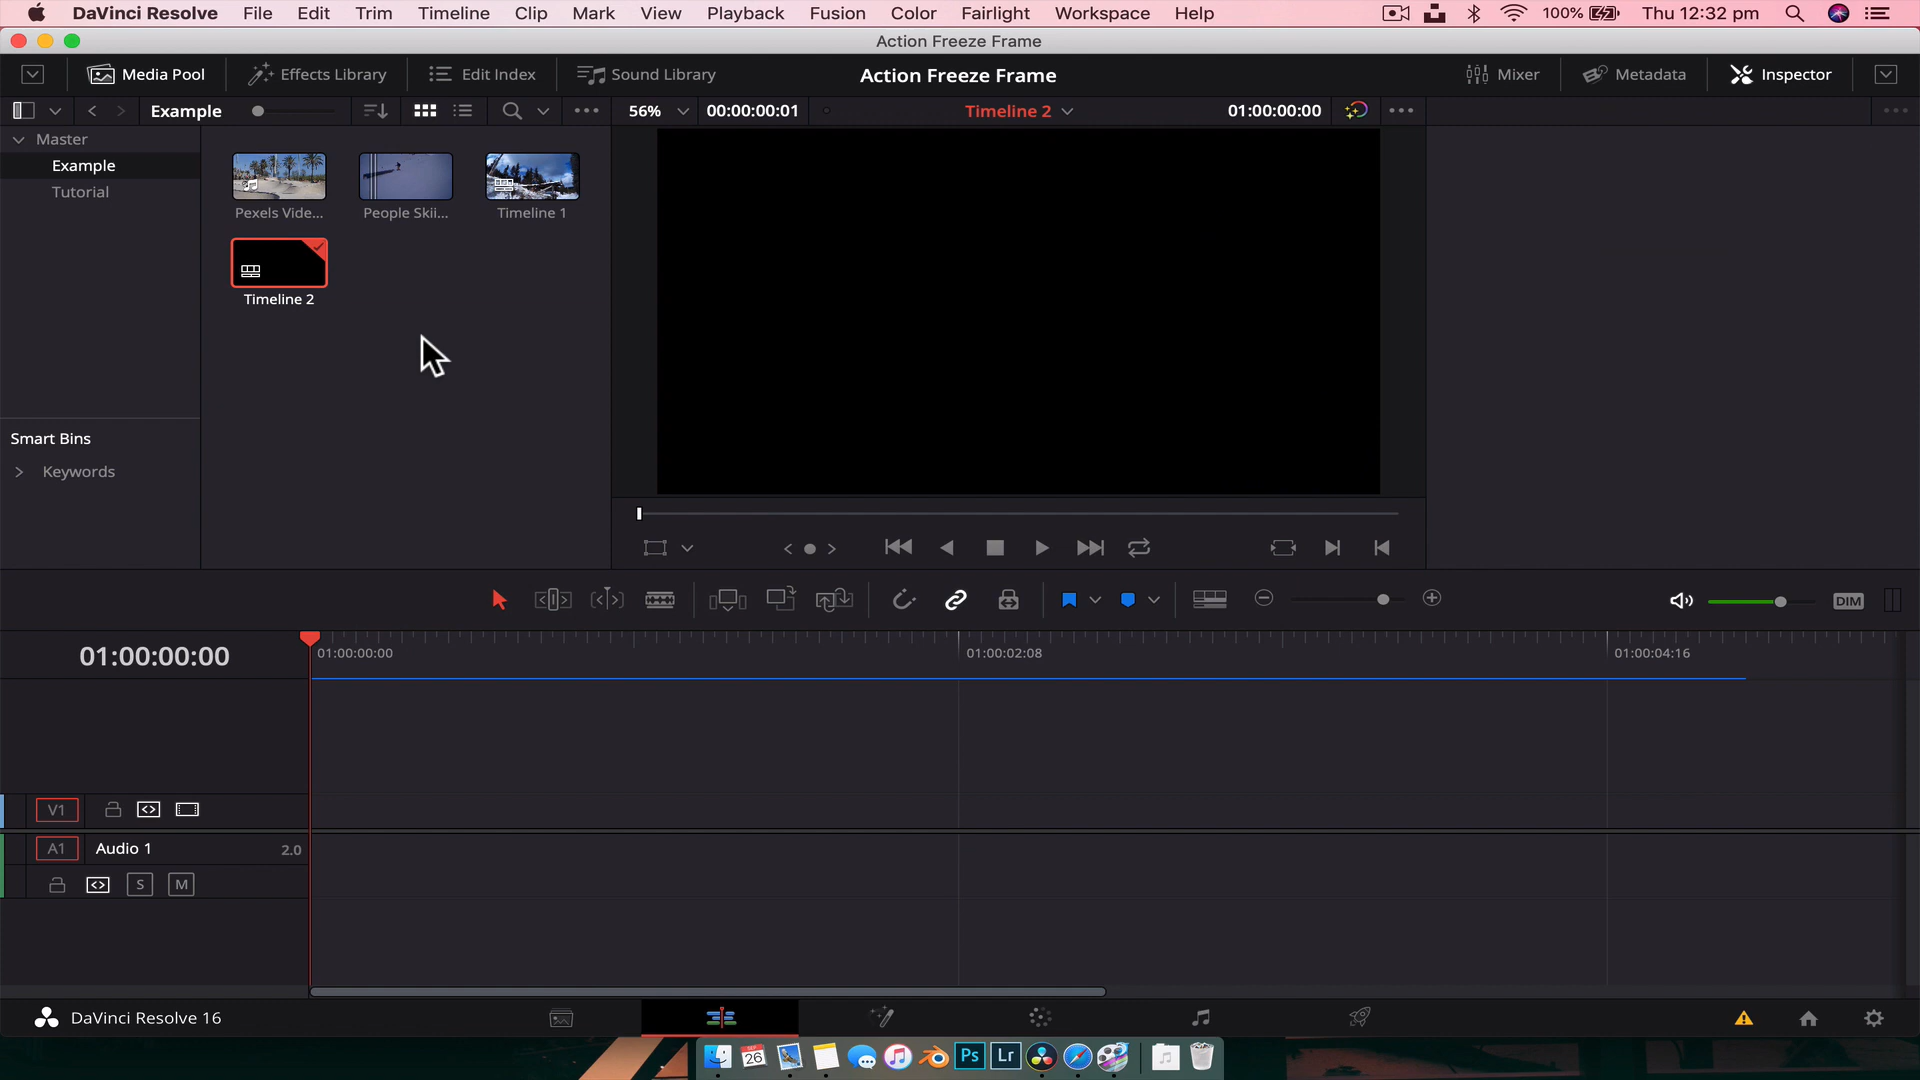 DaVinci Resolve File Edit Trim Timeline Clip Mark View Playback Fusion Color Fairlight Workspace Help 100% Thu 12:32 pm
Action Freeze Frame
Media Pool Effects Library Edit Index Sound Library Action Freeze Frame Mixer Metadata Inspector
Example 56% 00:00:00:01 Timeline 2 01:00:00:00
Master
Example
Tutorial
Pexels Vide... People Skii... Timeline 1
Timeline 2
Smart Bins
Keywords
DIM
01:00:00:00 01:00:00:00 01:00:02:08 01:00:04:16
V1
A1 Audio 1 2.0
S M
DaVinci Resolve 16
SEP 26 Ps Lr